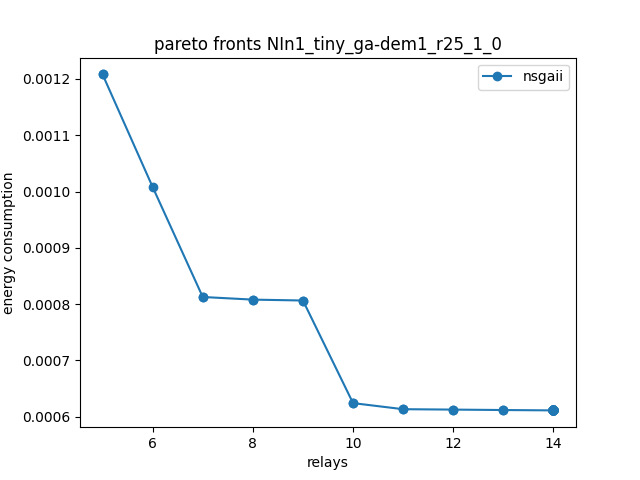 pareto fronts NIn1_tiny_ga-dem1_r25_1_0
nsgaii
energy consumption
0.0012
0.0011
0.0010
0.0009
0.0008
0.0007
0.0006
6 8 10 12 14
relays